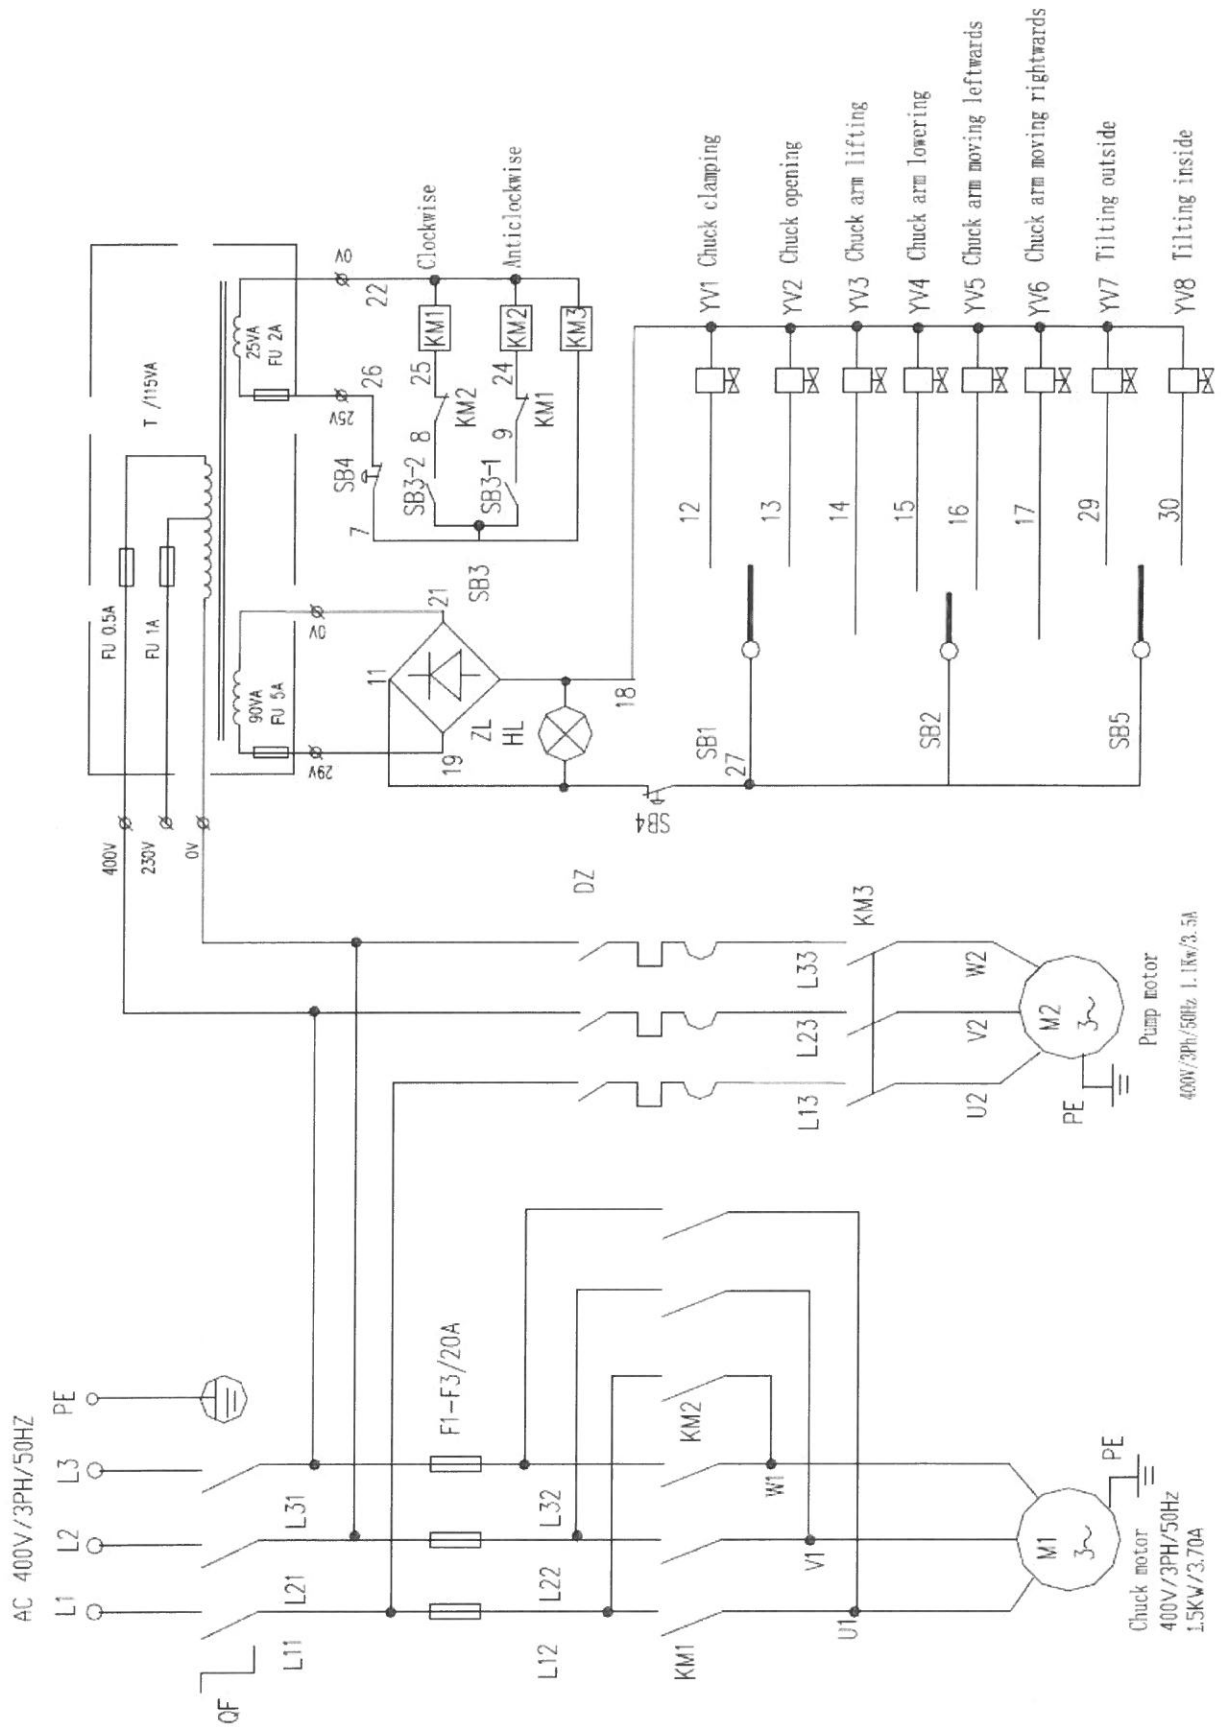 AC 400V/3PH/50HZ
L1
L2
L3
PE
QF
L11
L21
L31
F1-F3/20A
L12
L22
L32
KM1
KM2
U1
V1
W1
M1
3~
PE
Chuck motor
400V/3PH/50Hz
1.5KW/3.70A
400V
230V
0V
FU 0.5A
FU 1A
T /115VA
90VA
FU 5A
25VA
FU 2A
29V
0V
25V
0V
DZ
L13
L23
L33
KM3
U2
V2
W2
M2
3~
PE
Pump motor
400V/3Ph/50Hz 1.1Kw/3.5A
19
11
21
ZL
HL
18
SB4
27
SB3
7
SB4
26
22
SB3-2
8
KM2
25
KM1
Clockwise
SB3-1
9
KM1
24
KM2
Anticlockwise
KM3
SB1
12
YV1 Chuck clamping
13
YV2 Chuck opening
14
YV3 Chuck arm lifting
SB2
15
YV4 Chuck arm lowering
16
YV5 Chuck arm moving leftwards
17
YV6 Chuck arm moving rightwards
SB5
29
YV7 Tilting outside
30
YV8 Tilting inside